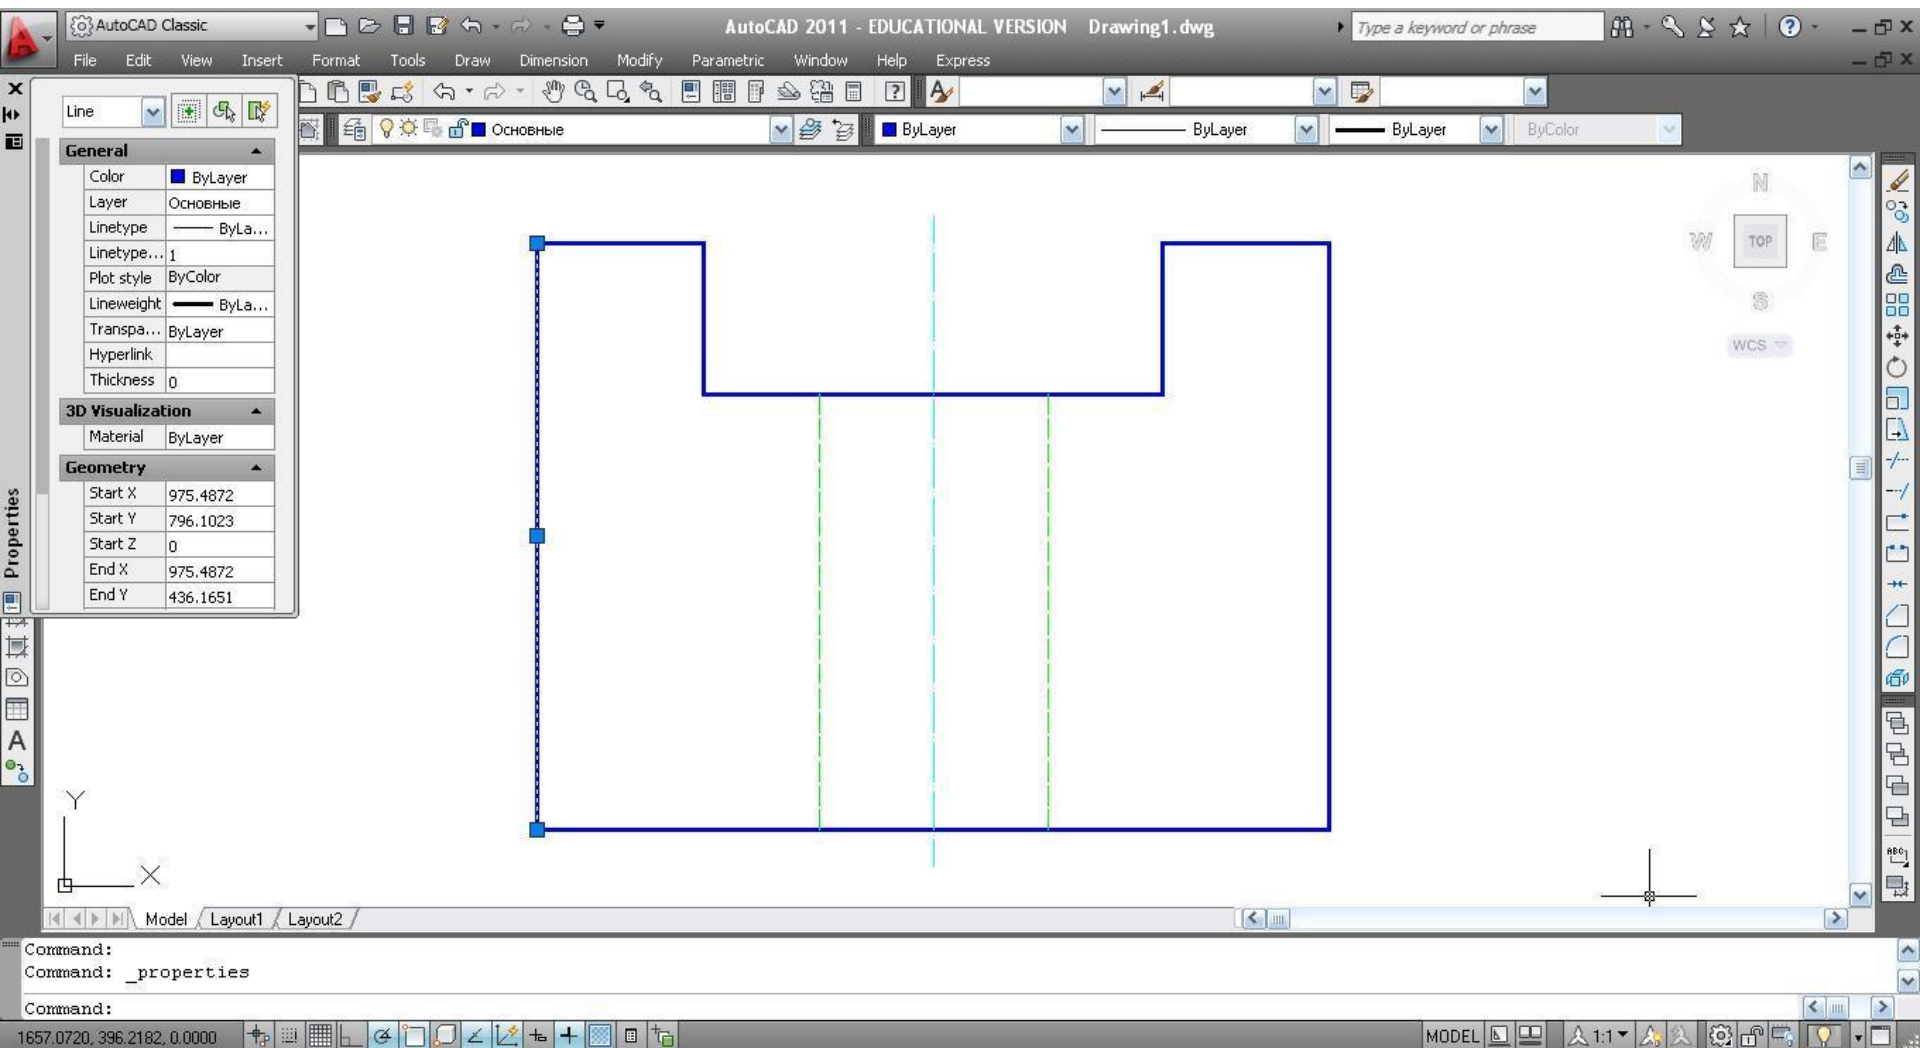 AutoCAD Classic
AutoCAD 2011 - EDUCATIONAL VERSION Drawing1.dwg
Type a keyword or phrase
File Edit View Insert Format Tools Draw Dimension Modify Parametric Window Help Express
Line
Основные
ByLayer
ByLayer
ByLayer
ByColor
General
Color ByLayer
Layer Основные
Linetype ByLa...
Linetype... 1
Plot style ByColor
Lineweight ByLa...
Transpa... ByLayer
Hyperlink
Thickness 0
3D Visualization
Material ByLayer
Geometry
Start X 975.4872
Start Y 796.1023
Start Z 0
End X 975.4872
End Y 436.1651
Properties
N
W TOP E
S
WCS
A
Y
X
ABC
Model Layout1 Layout2
Command:
Command: _properties
Command:
1657.0720, 396.2182, 0.0000
MODEL
1:1